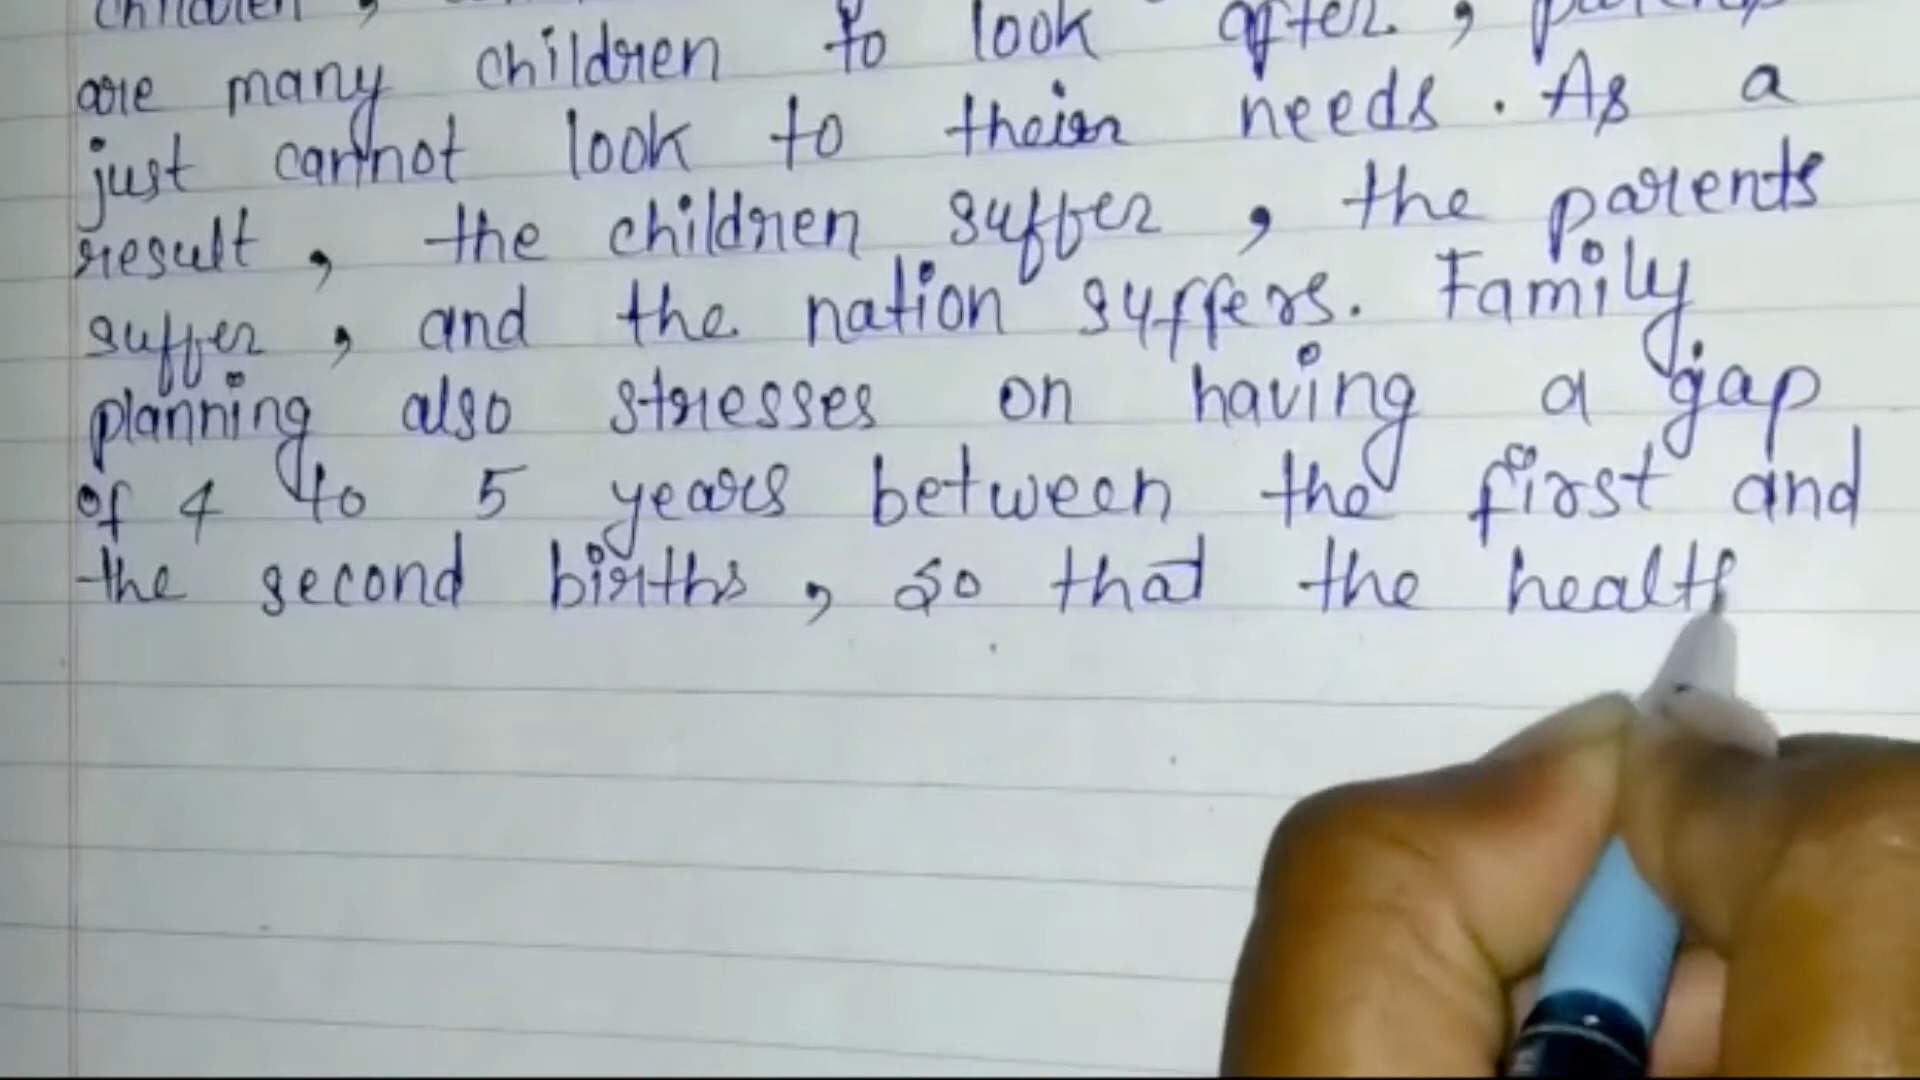 children ,
are many children to look after , parents
just cannot look to their needs . As a
result , the children suffer , the parents
suffer , and the nation suffers. Family
planning also stresses on having a gap
of 4 to 5 years between the first and
the second births , so that the health